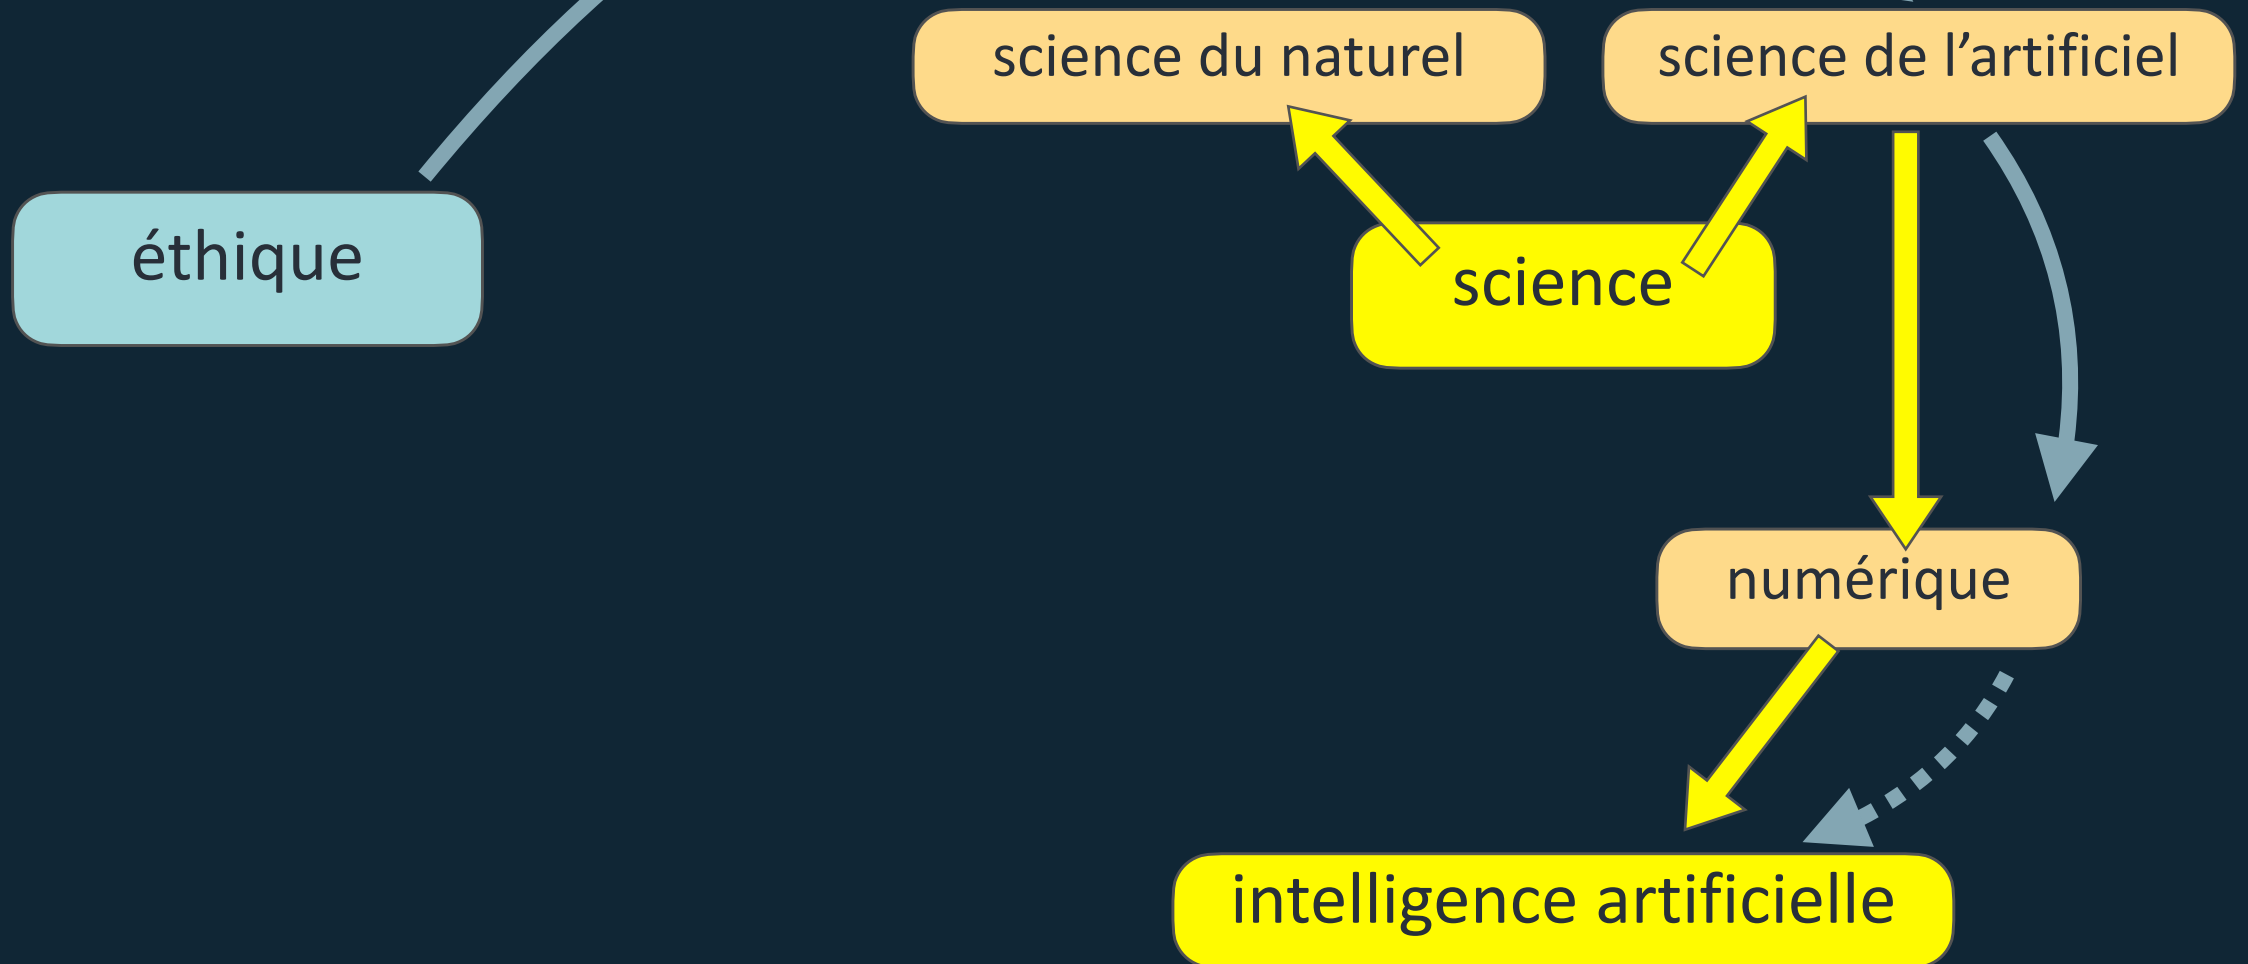 science du naturel
science de l’artificiel
éthique
science
numérique
intelligence artificielle